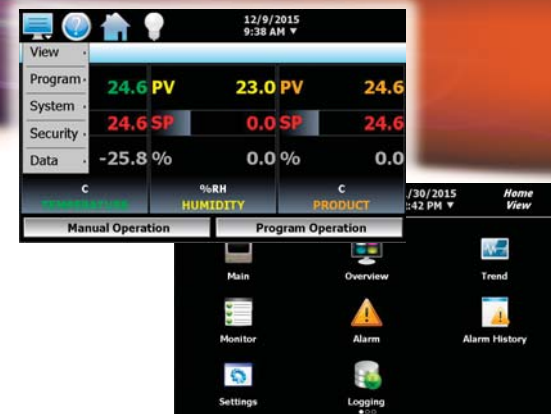 12/9/2015
9:38 AM ▼
View
Program
System
Security
Data
24.6 PV 23.0 PV 24.6
24.6 SP 0.0 SP 24.6
-25.8 % 0.0 % 0.0
C %RH C
TEMPERATURE HUMIDITY PRODUCT
Manual Operation Program Operation
/30/2015
:42 PM ▼
Home
View
Main Overview Trend
Monitor Alarm Alarm History
Settings Logging